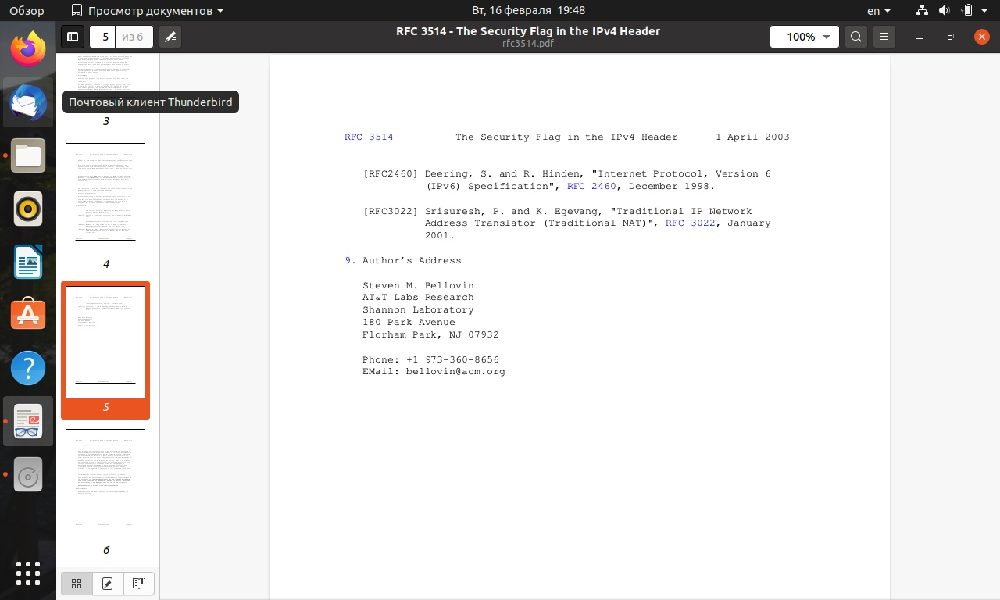 Обзор
Просмотр документов
Вт, 16 февраля 19:48
en
5
из 6
RFC 3514 - The Security Flag in the IPv4 Header
rfc3514.pdf
100%
Почтовый клиент Thunderbird
3
4
5
6
RFC 3514 The Security Flag in the IPv4 Header 1 April 2003
[RFC2460] Deering, S. and R. Hinden, "Internet Protocol, Version 6
(IPv6) Specification", RFC 2460, December 1998.
[RFC3022] Srisuresh, P. and K. Egevang, "Traditional IP Network
Address Translator (Traditional NAT)", RFC 3022, January
2001.
9. Author's Address
Steven M. Bellovin
AT&T Labs Research
Shannon Laboratory
180 Park Avenue
Florham Park, NJ 07932
Phone: +1 973-360-8656
EMail: bellovin@acm.org